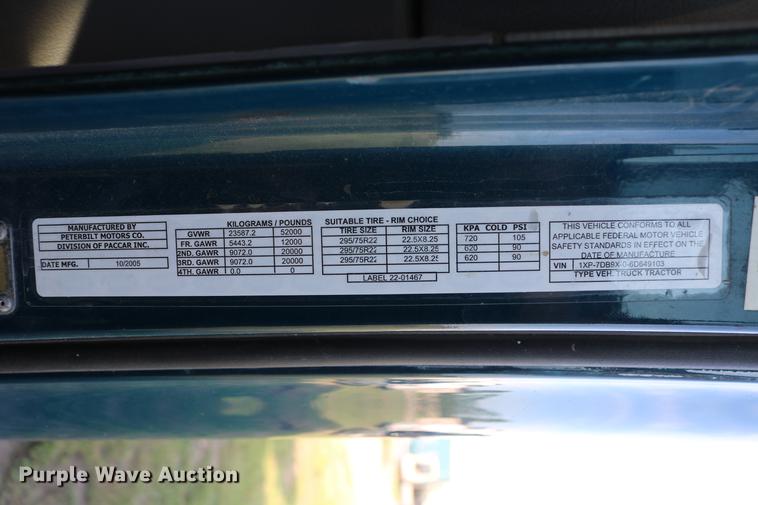 MANUFACTURED BY
PETERBILT MOTORS CO.
DIVISION OF PACCAR INC.
DATE MFG. 10/2005
KILOGRAMS / POUNDS
GVWR 23587.2 52000
FR. GAWR 5443.2 12000
2ND. GAWR 9072.0 20000
3RD. GAWR 9072.0 20000
4TH. GAWR 0.0 0
SUITABLE TIRE - RIM CHOICE
TIRE SIZE RIM SIZE
295/75R22 22.5X8.25
295/75R22 22.5X8.25
295/75R22 22.5X8.25
LABEL 22-01467
KPA COLD PSI
720 105
620 90
620 90
THIS VEHICLE CONFORMS TO ALL
APPLICABLE FEDERAL MOTOR VEHICLE
SAFETY STANDARDS IN EFFECT ON THE
DATE OF MANUFACTURE
VIN 1XP-7DB9X-0-6D649103
TYPE VEH. TRUCK TRACTOR
Purple Wave Auction